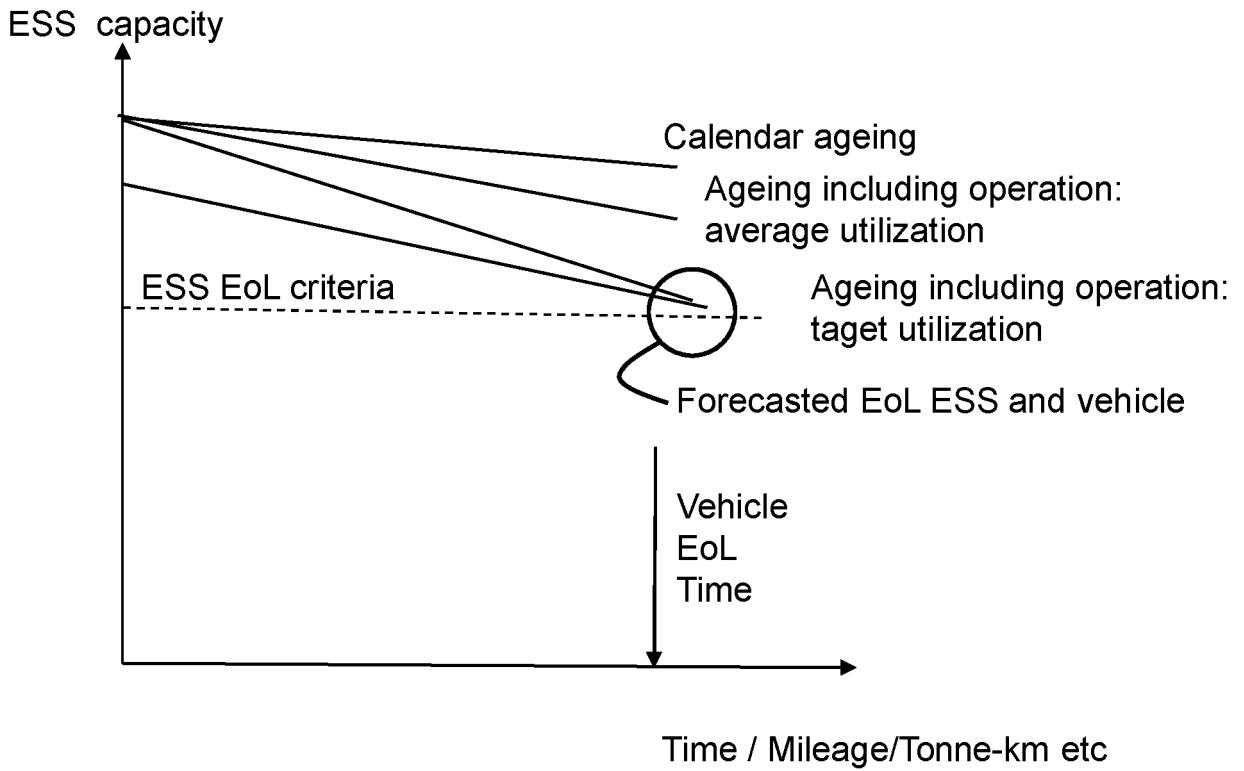 ESS capacity
Calendar ageing
Ageing including operation:
average utilization
ESS EoL criteria
Ageing including operation:
taget utilization
Forecasted EoL ESS and vehicle
Vehicle
EoL
Time
Time / Mileage/Tonne-km etc